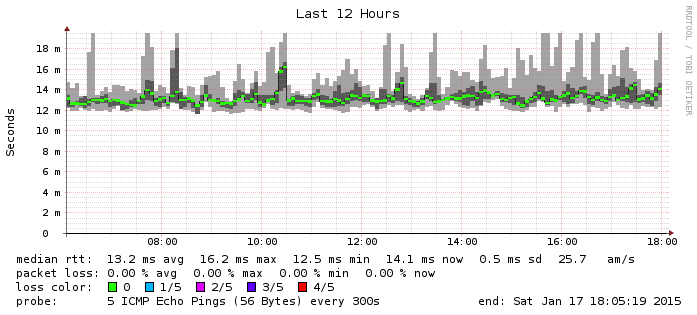 Last 12 Hours
RRDTOOL / TOBI OETIKER
Seconds
18 m
16 m
14 m
12 m
10 m
8 m
6 m
4 m
2 m
0
08:00 10:00 12:00 14:00 16:00 18:00
median rtt: 13.2 ms avg 16.2 ms max 12.5 ms min 14.1 ms now 0.5 ms sd 25.7 am/s
packet loss: 0.00 % avg 0.00 % max 0.00 % min 0.00 % now
loss color: 0 1/5 2/5 3/5 4/5
probe: 5 ICMP Echo Pings (56 Bytes) every 300s end: Sat Jan 17 18:05:19 2015